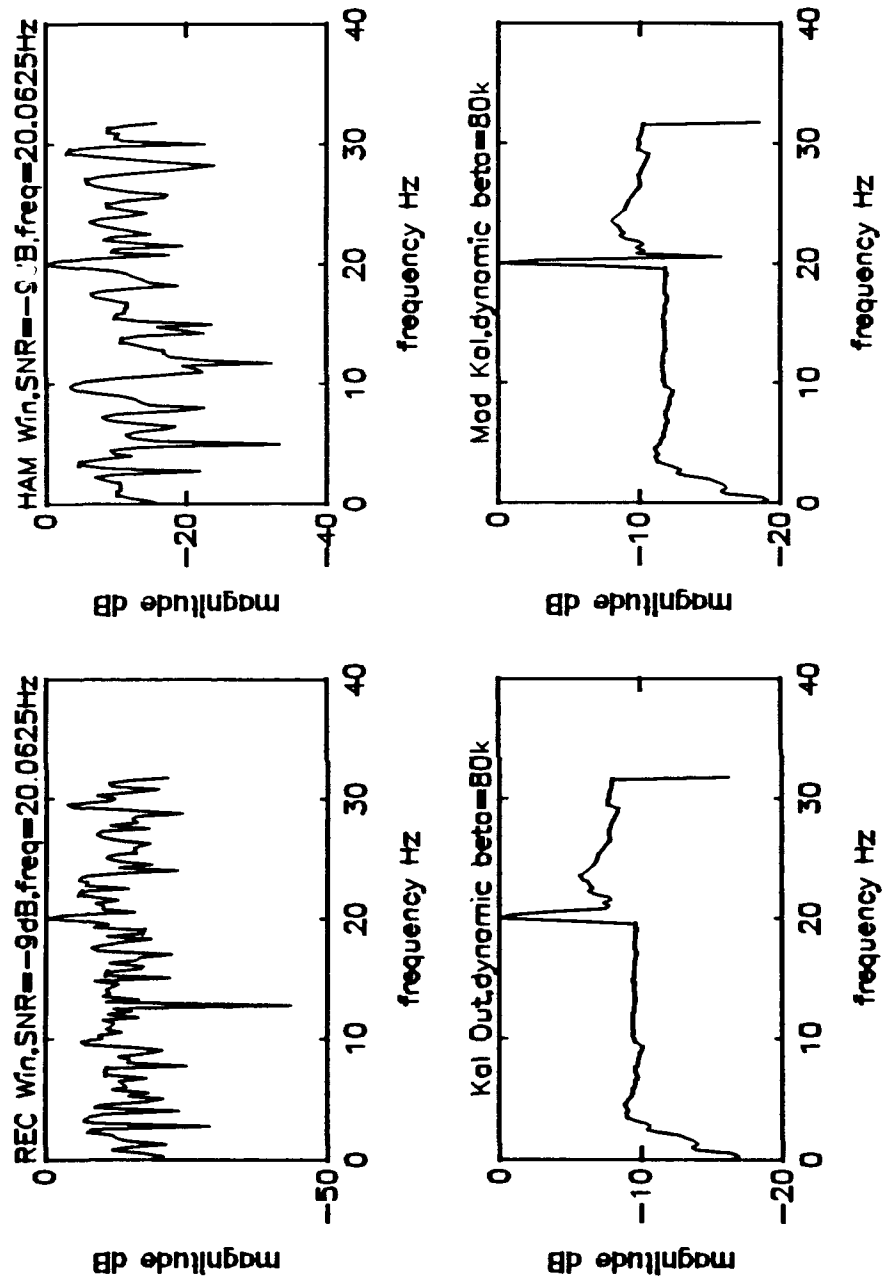 REC Win,SNR=-9dB,freq=20.0625Hz
0
-50
magnitude dB
0 10 20 30 40
frequency Hz
HAM Win,SNR=-9dB,freq=20.0625Hz
0
-20
-40
magnitude dB
0 10 20 30 40
frequency Hz
Kal Out,dynamic beta=80k
0
-10
-20
magnitude dB
0 10 20 30 40
frequency Hz
Mod Kal,dynamic beta=80k
0
-10
-20
magnitude dB
0 10 20 30 40
frequency Hz